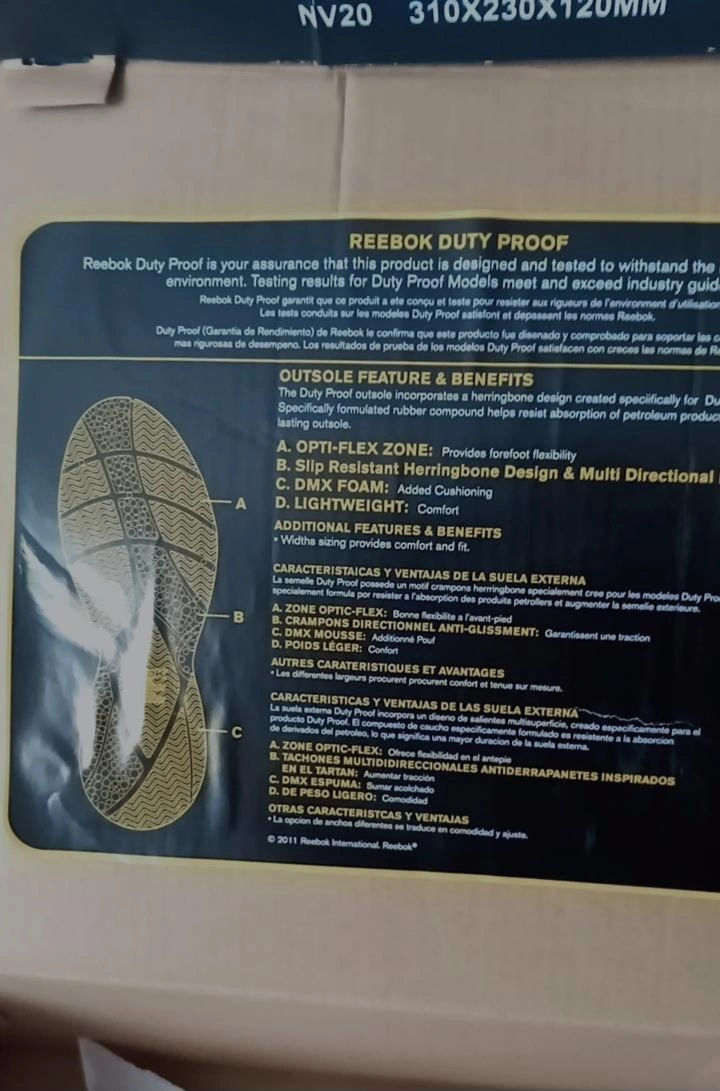 NV20 310X230X120MM
REEBOK DUTY PROOF
Reebok Duty Proof is your assurance that this product is designed and tested to withstand the
environment. Testing results for Duty Proof Models meet and exceed industry guid
Reebok Duty Proof garantit que ce produit a ete conçu et teste pour resister aux rigueurs de l'environment d'utilisation
Les tests conduits sur les modeles Duty Proof satisfont et depassent les normes Reebok.
Duty Proof (Garantia de Rendimiento) de Reebok le confirma que este producto fue disenado y comprobado para soportar las c
mas rigurosas de desempeno. Los resultados de prueba de los modelos Duty Proof satisfacen con creces las normas de R
OUTSOLE FEATURE & BENEFITS
The Duty Proof outsole incorporates a herringbone design created speciifically for Du
Specifically formulated rubber compound helps resist absorption of petroleum produc
lasting outsole.
A. OPTI-FLEX ZONE: Provides forefoot flexibility
B. Slip Resistant Herringbone Design & Multi Directional
C. DMX FOAM: Added Cushioning
D. LIGHTWEIGHT: Comfort
ADDITIONAL FEATURES & BENEFITS
• Widths sizing provides comfort and fit.
CARACTERISTAICAS Y VENTAJAS DE LA SUELA EXTERNA
La semelle Duty Proof possede un motif crampons herringbone specialement cree pour les modeles Duty Pro
specialement formula por resister a l'absorption des produits petroliers et augmenter la semelle exterieure.
A. ZONE OPTIC-FLEX: Bonne flexibilite a l'avant-pied
B. CRAMPONS DIRECTIONNEL ANTI-GLISSMENT: Garantissent une traction
C. DMX MOUSSE: Additionné Pouf
D. POIDS LÉGER: Confort
AUTRES CARATERISTIQUES ET AVANTAGES
• Les differentes largeurs procurent procurent confort et tenue sur mesure.
CARACTERISTICAS Y VENTAJAS DE LAS SUELA EXTERNA
La suela externa Duty Proof incorpora un diseno de salientes multisuperficie, creado especificamente para el
producto Duty Proof. El compuesto de caucho especificamente formulado es resistente a la absorcion
de derivados del petroleo, lo que significa una mayor duracion de la suela externa.
A. ZONE OPTIC-FLEX: Ofrece flexibilidad en el antepie
B. TACHONES MULTIDIDIRECCIONALES ANTIDERRAPANETES INSPIRADOS
EN EL TARTAN: Aumentar tracción
C. DMX ESPUMA: Sumar acolchado
D. DE PESO LIGERO: Comodidad
OTRAS CARACTERISTCAS Y VENTAJAS
• La opcion de anchos diferentes se traduce en comodidad y ajuste.
© 2011 Reebok International. Reebok®
A
B
C